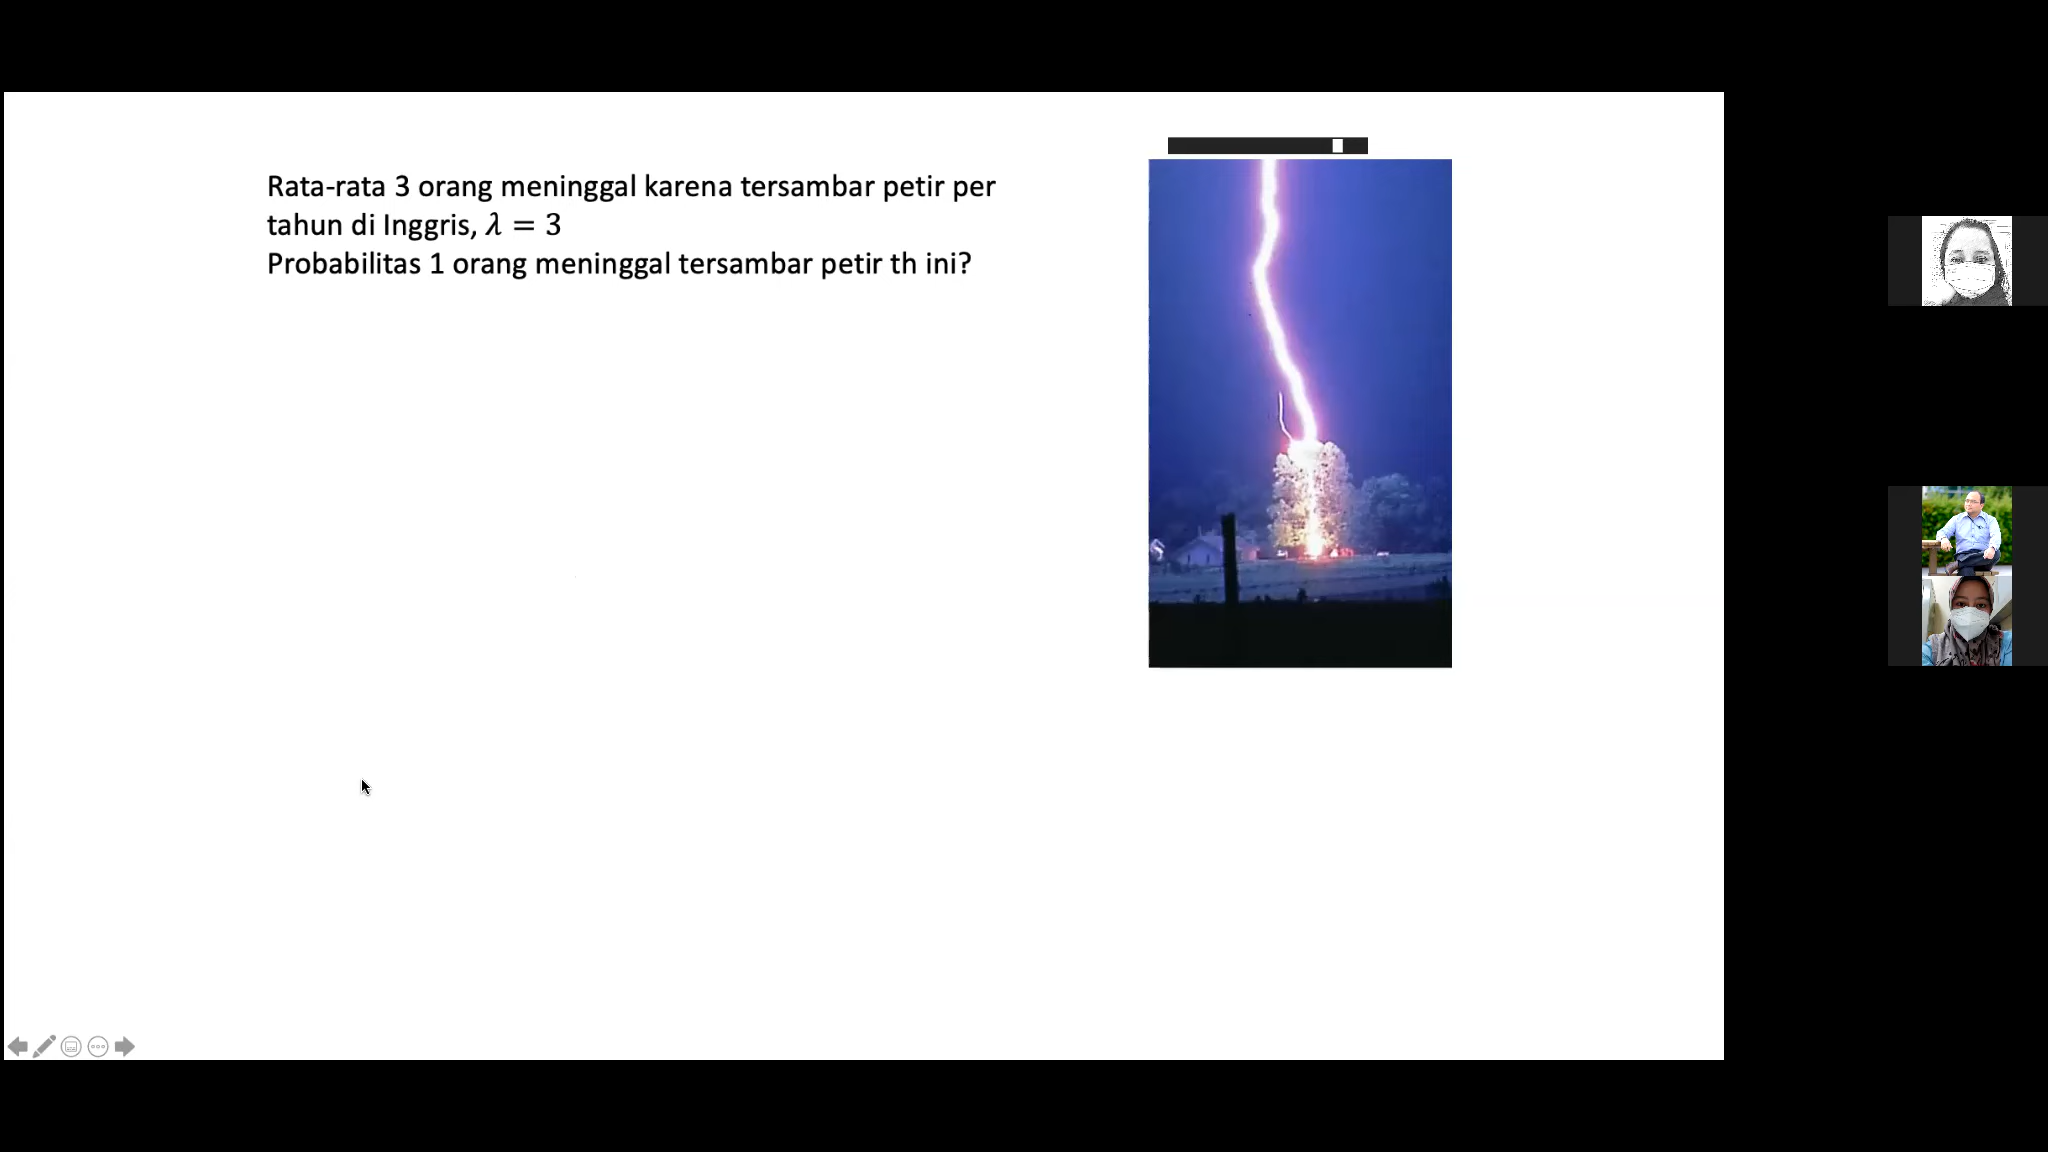 Rata-rata 3 orang meninggal karena tersambar petir per
tahun di Inggris, λ = 3
Probabilitas 1 orang meninggal tersambar petir th ini?